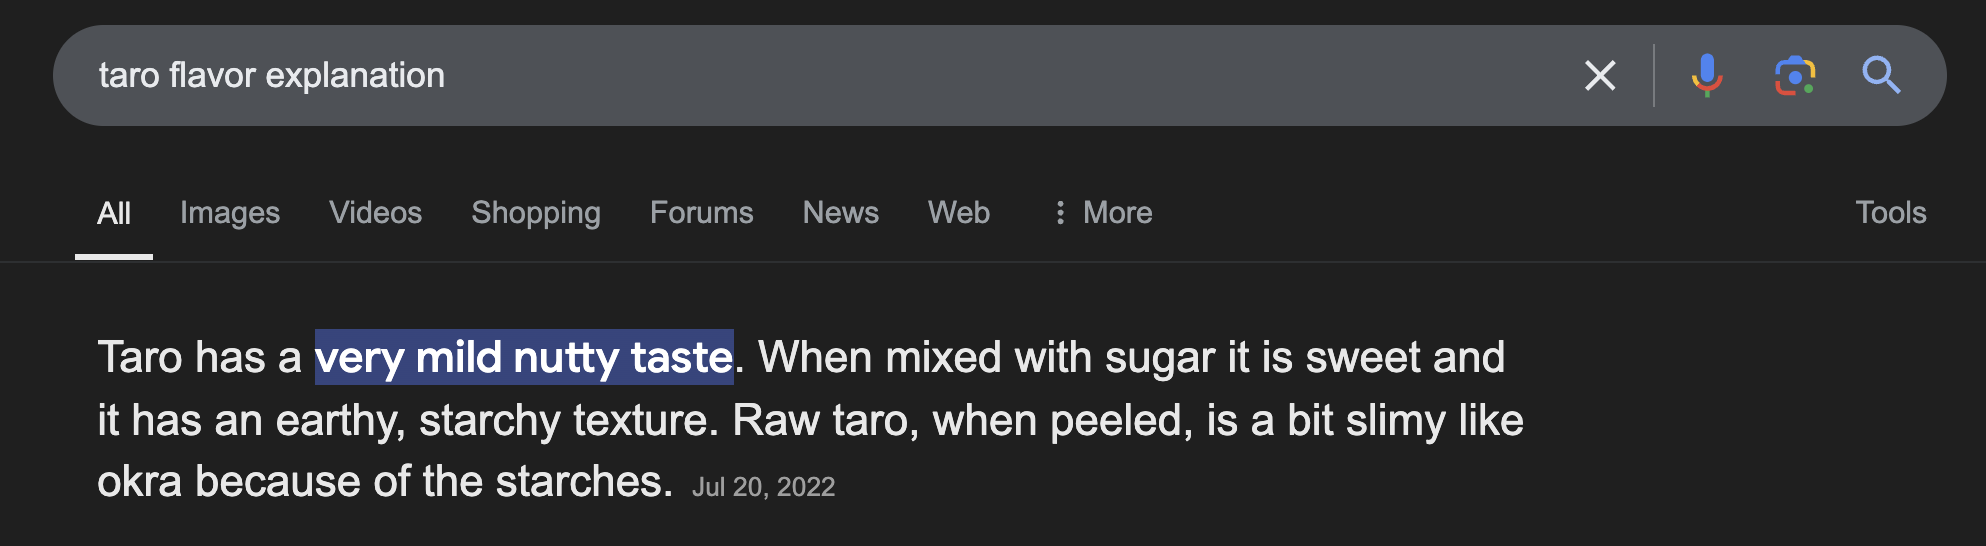 taro flavor explanation
All Images Videos Shopping Forums News Web More Tools
Taro has a very mild nutty taste. When mixed with sugar it is sweet and
it has an earthy, starchy texture. Raw taro, when peeled, is a bit slimy like
okra because of the starches. Jul 20, 2022